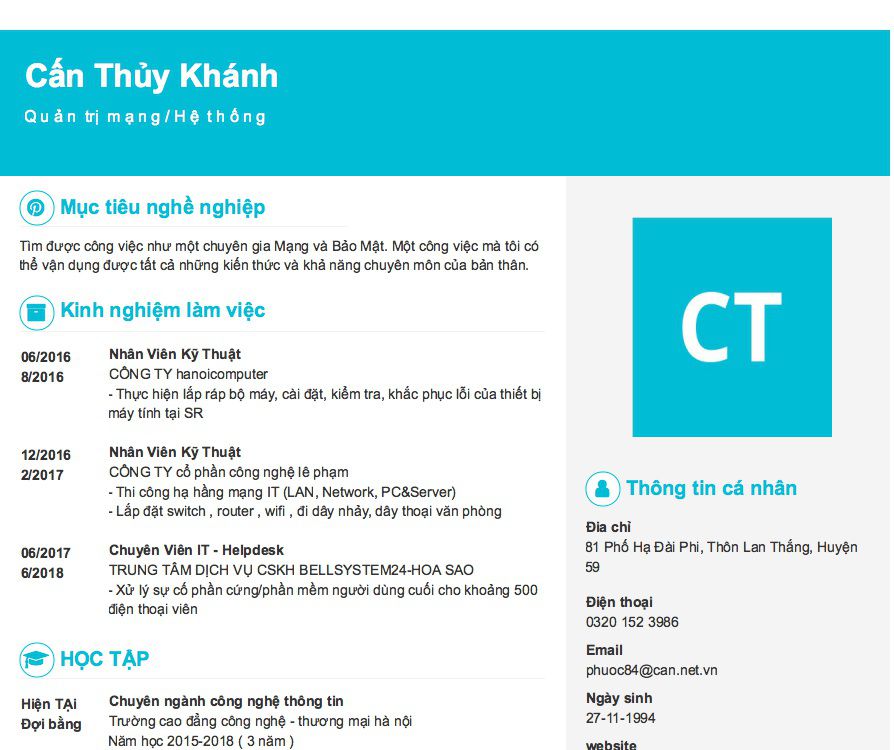 Cấn Thủy Khánh
Quản trị mạng/Hệ thống
Mục tiêu nghề nghiệp
Tìm được công việc như một chuyên gia Mạng và Bảo Mật. Một công việc mà tôi có
thể vận dụng được tất cả những kiến thức và khả năng chuyên môn của bản thân.
Kinh nghiệm làm việc
06/2016
8/2016
Nhân Viên Kỹ Thuật
CÔNG TY hanoicomputer
- Thực hiện lắp ráp bộ máy, cài đặt, kiểm tra, khắc phục lỗi của thiết bị
máy tính tại SR
12/2016
2/2017
Nhân Viên Kỹ Thuật
CÔNG TY cổ phần công nghệ lê phạm
- Thi công hạ hằng mạng IT (LAN, Network, PC&Server)
- Lắp đặt switch , router , wifi , đi dây nhảy, dây thoại văn phòng
06/2017
6/2018
Chuyên Viên IT - Helpdesk
TRUNG TÂM DỊCH VỤ CSKH BELLSYSTEM24-HOA SAO
- Xử lý sự cố phần cứng/phần mềm người dùng cuối cho khoảng 500
điện thoại viên
HỌC TẬP
Hiện TẠi
Đợi bằng
Chuyên ngành công nghệ thông tin
Trường cao đẳng công nghệ - thương mại hà nội
Năm học 2015-2018 ( 3 năm )
CT
Thông tin cá nhân
Địa chỉ
81 Phố Hạ Đài Phi, Thôn Lan Thắng, Huyện
59
Điện thoại
0320 152 3986
Email
phuoc84@can.net.vn
Ngày sinh
27-11-1994
website